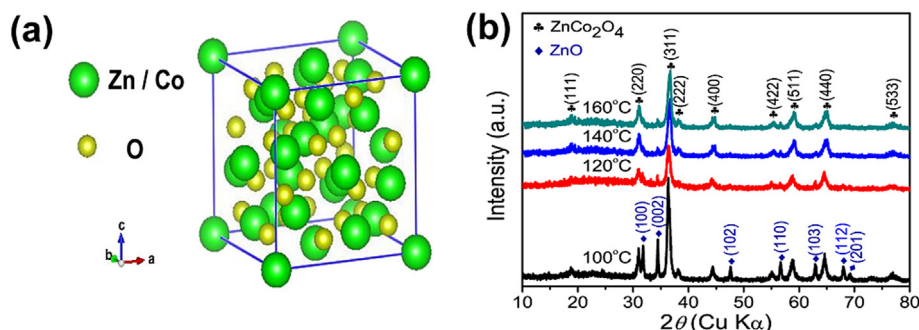 (a)
Zn / Co
O
c
b
a
(b)
♣ ZnCo₂O₄
◆ ZnO
Intensity (a.u.)
(111)
(220)
(311)
(222)
(400)
(422)
(511)
(440)
(533)
160°C
140°C
120°C
100°C
(100)
(002)
(102)
(110)
(103)
(112)
(201)
10 20 30 40 50 60 70 80
2θ (Cu Kα)